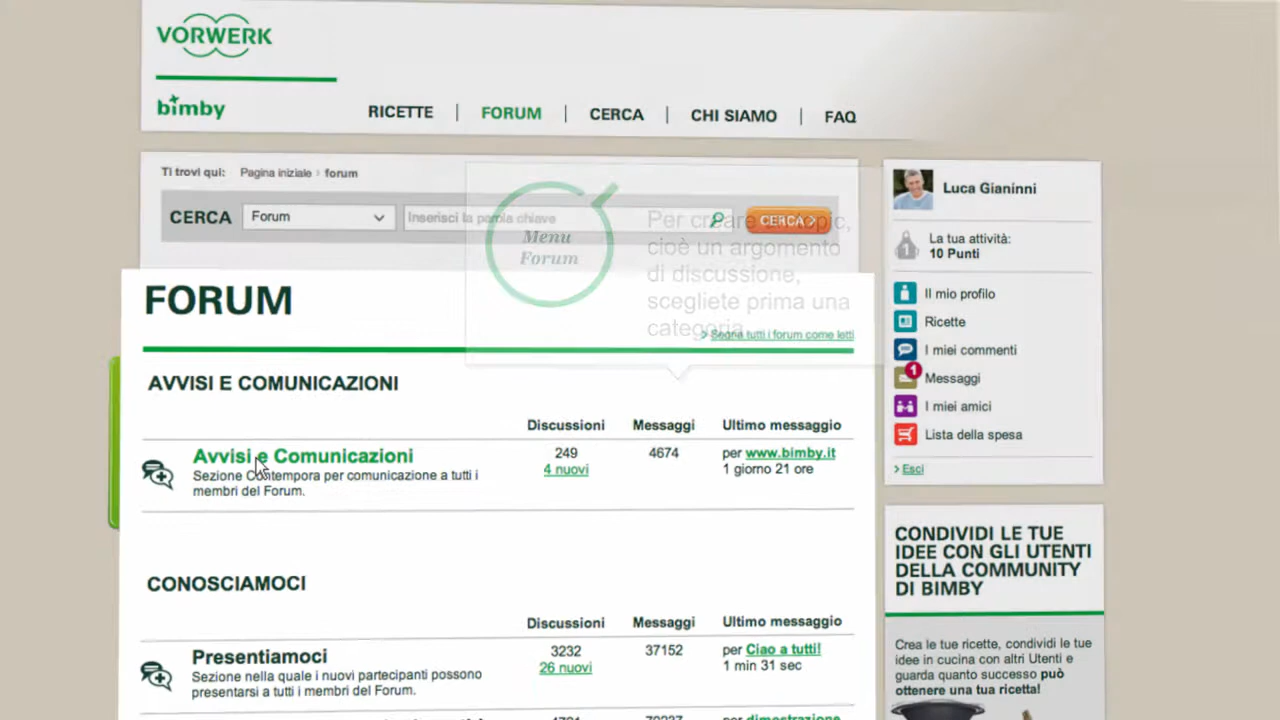 VORWERK
bimby
RICETTE | FORUM | CERCA | CHI SIAMO | FAQ
Ti trovi qui: Pagina iniziale › forum
CERCA Forum Inserisci la parola chiave CERCA >
Menu
Forum
Per creare un topic,
cioè un argomento
di discussione,
scegliete prima una
categoria.
FORUM
> Segna tutti i forum come letti
AVVISI E COMUNICAZIONI
Discussioni Messaggi Ultimo messaggio
Avvisi e Comunicazioni 249 4674 per www.bimby.it
4 nuovi 1 giorno 21 ore
Sezione Contempora per comunicazione a tutti i
membri del Forum.
CONOSCIAMOCI
Discussioni Messaggi Ultimo messaggio
Presentiamoci 3232 37152 per Ciao a tutti!
26 nuovi 1 min 31 sec
Sezione nella quale i nuovi partecipanti possono
presentarsi a tutti i membri del Forum.
per dimostrazione
Luca Gianinni
1
La tua attività:
10 Punti
Il mio profilo
Ricette
I miei commenti
1
Messaggi
I miei amici
Lista della spesa
> Esci
CONDIVIDI LE TUE
IDEE CON GLI UTENTI
DELLA COMMUNITY
DI BIMBY
Crea le tue ricette, condividi le tue
idee in cucina con altri Utenti e
guarda quanto successo può
ottenere una tua ricetta!